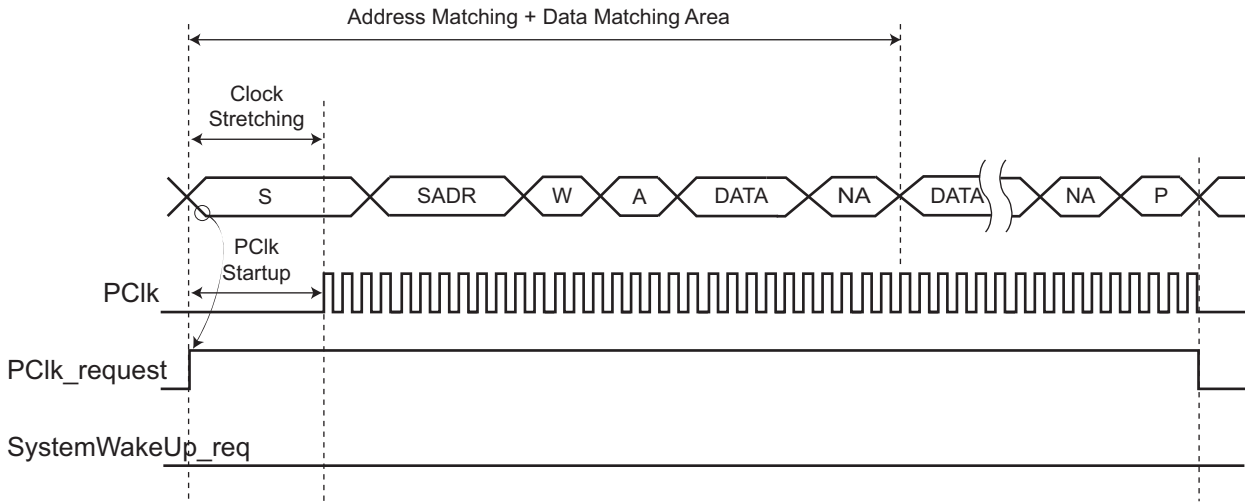 Address Matching + Data Matching Area
Clock
Stretching
S SADR W A DATA NA DATA NA P
PClk
Startup
PClk
PClk_request
SystemWakeUp_req